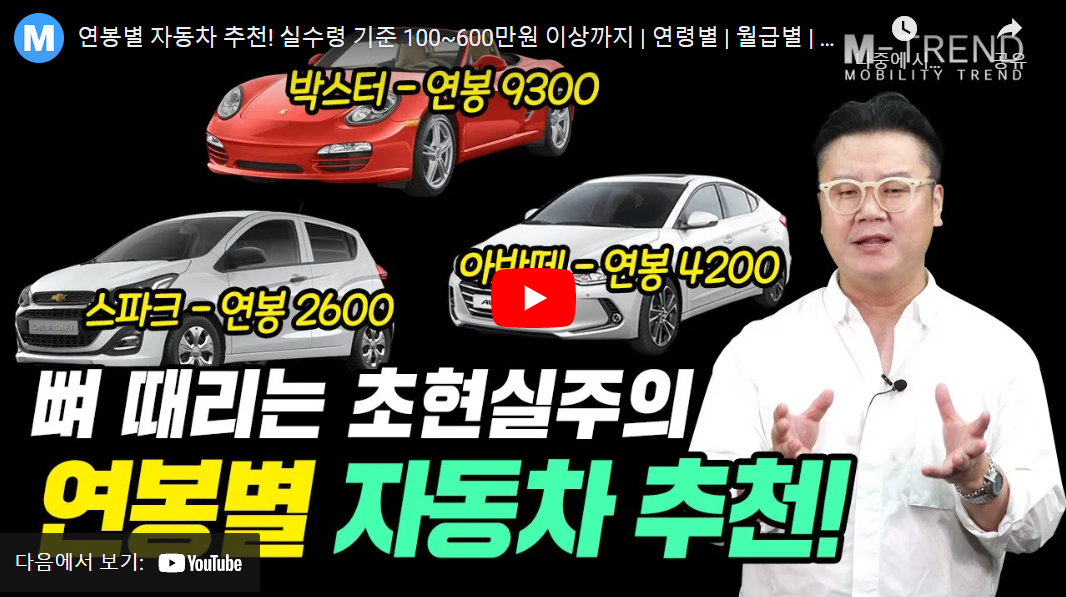 M 연봉별 자동차 추천! 실수령 기준 100~600만원 이상까지 | 연령별 | 월급별 | ...
나중에 시... 공유
M-TREND
MOBILITY TREND
박스터 - 연봉 9300
아반떼 - 연봉 4200
스파크 - 연봉 2600
뼈 때리는 초현실주의
연봉별 자동차 추천!
다음에서 보기: YouTube